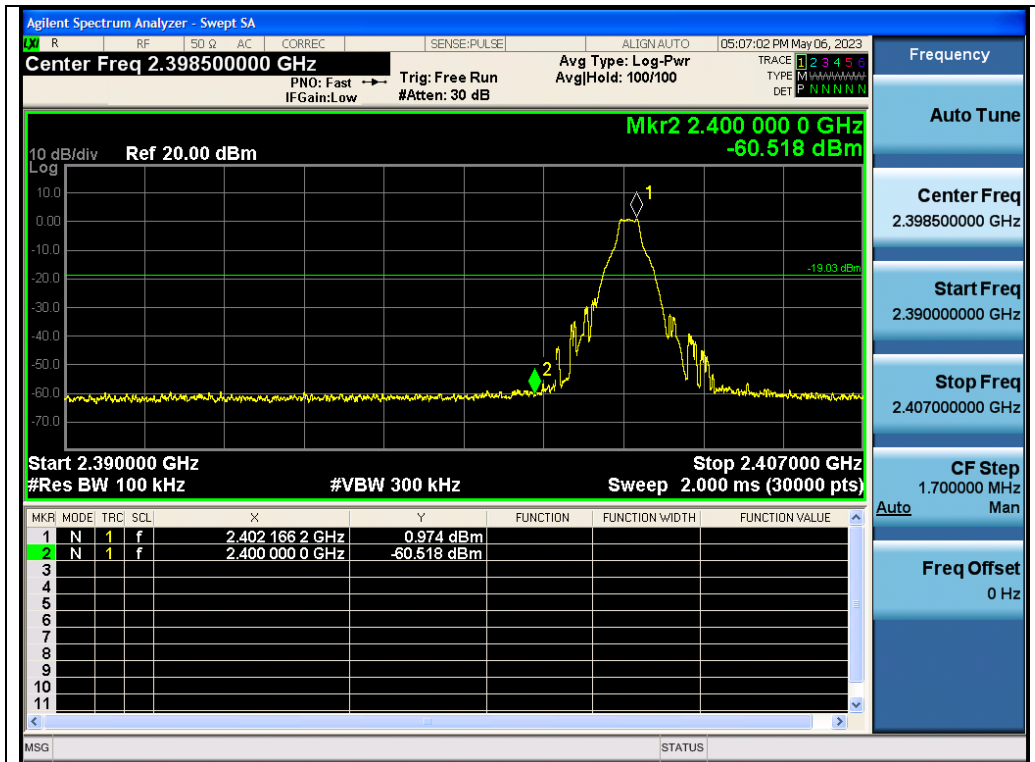 Agilent Spectrum Analyzer - Swept SA
LXI R RF 50 Ω AC CORREC SENSE:PULSE ALIGN AUTO 05:07:02 PM May 06, 2023
Center Freq 2.398500000 GHz
PNO: Fast
IFGain:Low
Trig: Free Run
#Atten: 30 dB
Avg Type: Log-Pwr
Avg|Hold: 100/100
TRACE 1 2 3 4 5 6
TYPE M WWWWW
DET P N N N N N
Mkr2 2.400 000 0 GHz
-60.518 dBm
10 dB/div Ref 20.00 dBm
Log
10.0
0.00
-10.0
-20.0
-30.0
-40.0
-50.0
-60.0
-70.0
1
-19.03 dBm
2
Start 2.390000 GHz Stop 2.407000 GHz
#Res BW 100 kHz #VBW 300 kHz Sweep 2.000 ms (30000 pts)
MKR MODE TRC SCL X Y FUNCTION FUNCTION WIDTH FUNCTION VALUE
1 N 1 f 2.402 166 2 GHz 0.974 dBm
2 N 1 f 2.400 000 0 GHz -60.518 dBm
3
4
5
6
7
8
9
10
11
MSG STATUS
Frequency
Auto Tune
Center Freq
2.398500000 GHz
Start Freq
2.390000000 GHz
Stop Freq
2.407000000 GHz
CF Step
1.700000 MHz
Auto Man
Freq Offset
0 Hz